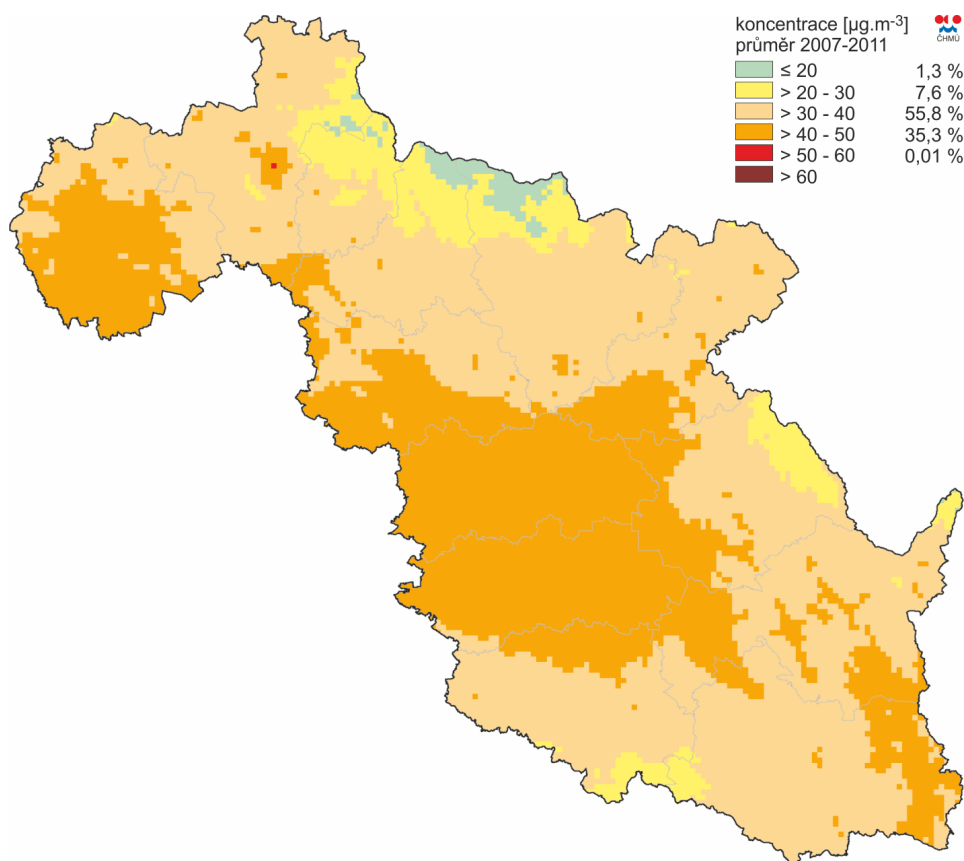 koncentrace [µg.m-3]
průměr 2007-2011
ČHMÚ
≤ 20 1,3 %
> 20 - 30 7,6 %
> 30 - 40 55,8 %
> 40 - 50 35,3 %
> 50 - 60 0,01 %
> 60